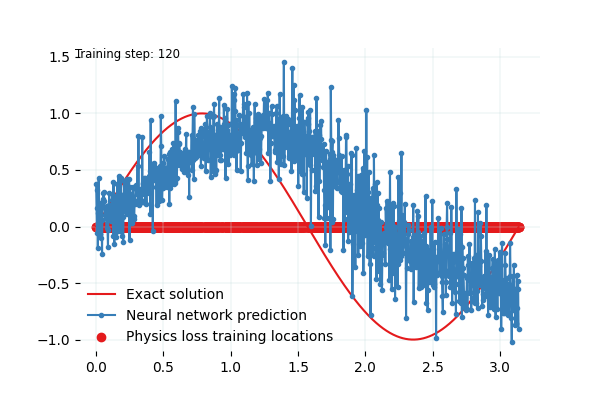 Training step: 120
1.5
1.0
0.5
0.0
−0.5
−1.0
Exact solution
Neural network prediction
Physics loss training locations
0.0 0.5 1.0 1.5 2.0 2.5 3.0